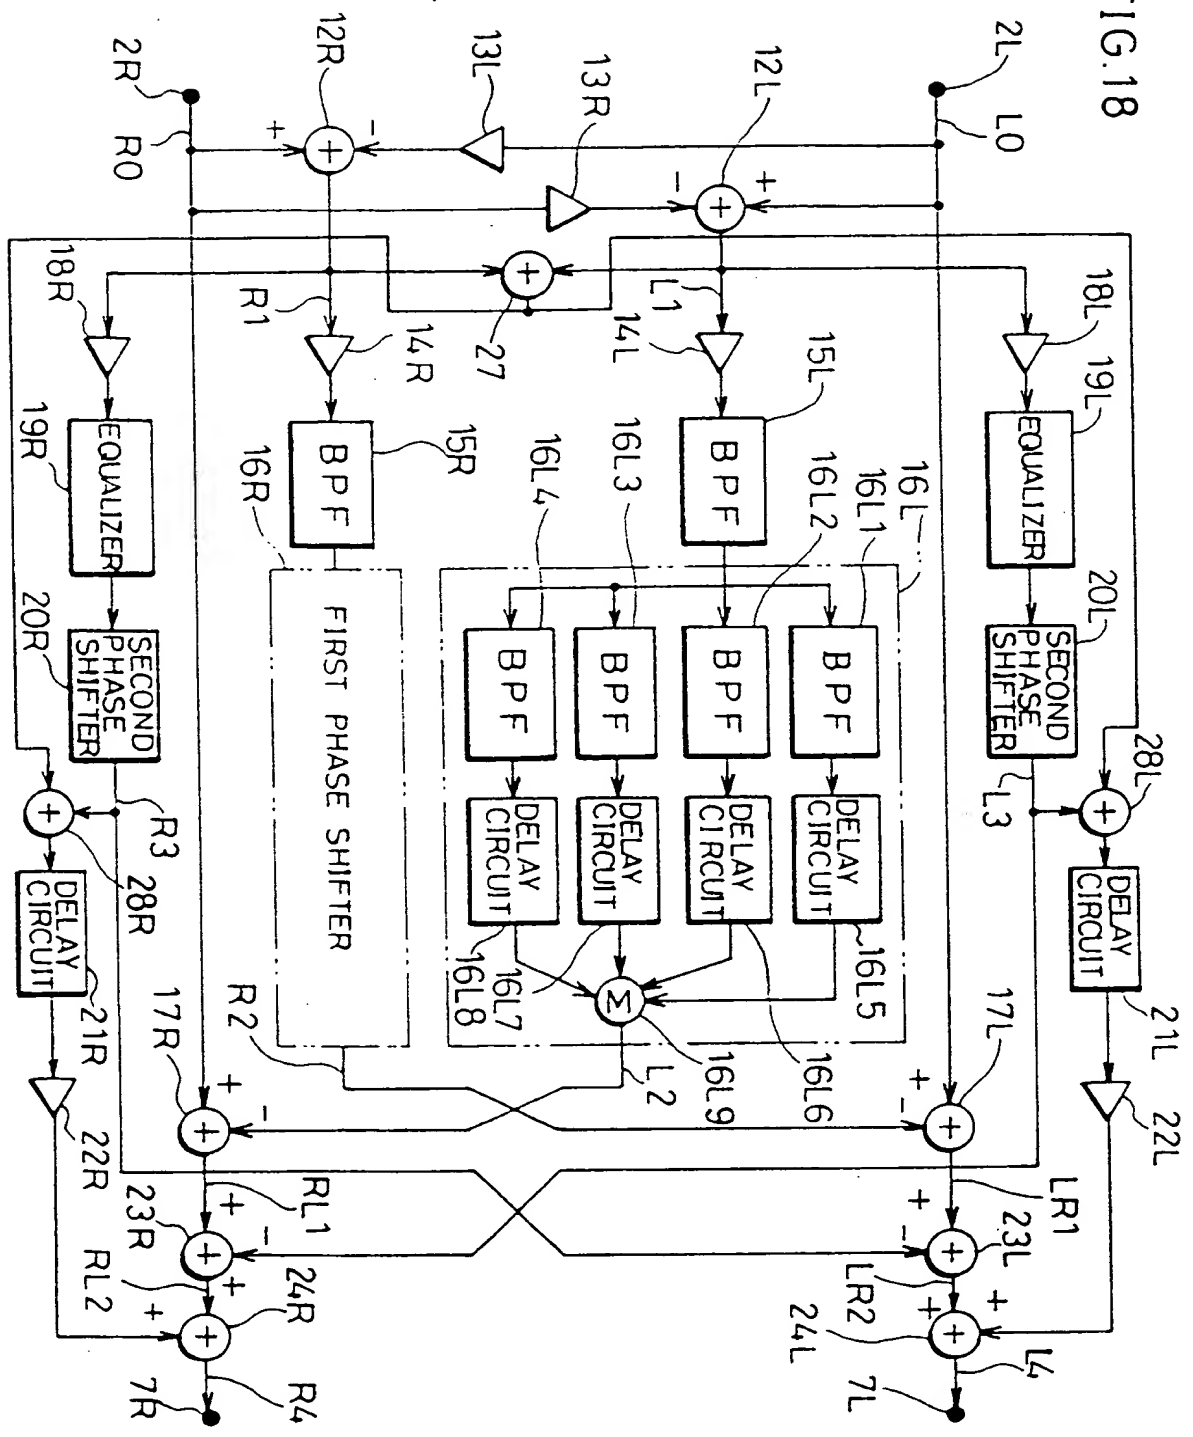 FIG.18
2L
L0
12L
13R
13L
12R
2R
R0
+
-
+
-
+
+
+
18L
19L
EQUALIZER
20L
SECOND
PHASE
SHIFTER
L3
28L
+
DELAY
CIRCUIT
21L
22L
L1
14L
15L
BPF
16L
16L1
16L2
16L3
16L4
BPF
BPF
BPF
BPF
DELAY
CIRCUIT
DELAY
CIRCUIT
DELAY
CIRCUIT
DELAY
CIRCUIT
16L5
16L6
16L7
16L8
M
16L9
L2
27
R1
14R
15R
BPF
16R
FIRST PHASE SHIFTER
R2
18R
19R
EQUALIZER
20R
SECOND
PHASE
SHIFTER
R3
28R
+
DELAY
CIRCUIT
21R
22R
17L
+
-
+
LR1
23L
+
-
+
LR2
24L
+
+
+
L4
7L
17R
+
-
+
RL1
23R
+
-
+
RL2
24R
+
+
+
R4
7R